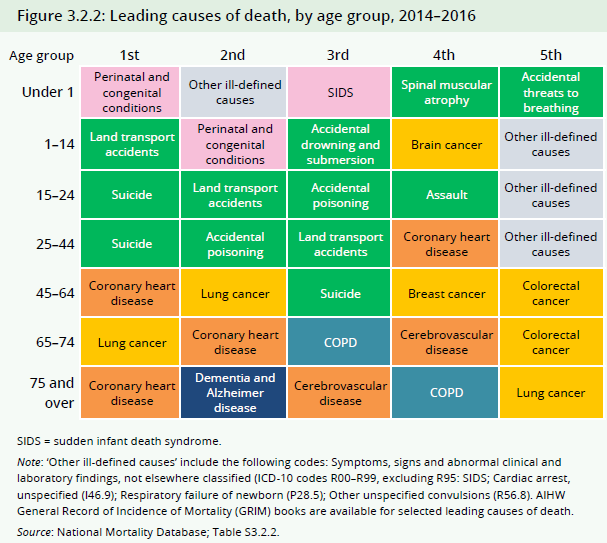 Figure 3.2.2: Leading causes of death, by age group, 2014–2016
Age group 1st 2nd 3rd 4th 5th
Under 1
Perinatal and
congenital
conditions
Other ill-defined
causes
SIDS
Spinal muscular
atrophy
Accidental
threats to
breathing
1–14
Land transport
accidents
Perinatal and
congenital
conditions
Accidental
drowning and
submersion
Brain cancer
Other ill-defined
causes
15–24
Suicide
Land transport
accidents
Accidental
poisoning
Assault
Other ill-defined
causes
25–44
Suicide
Accidental
poisoning
Land transport
accidents
Coronary heart
disease
Other ill-defined
causes
45–64
Coronary heart
disease
Lung cancer
Suicide
Breast cancer
Colorectal
cancer
65–74
Lung cancer
Coronary heart
disease
COPD
Cerebrovascular
disease
Colorectal
cancer
75 and
over
Coronary heart
disease
Dementia and
Alzheimer
disease
Cerebrovascular
disease
COPD
Lung cancer
SIDS = sudden infant death syndrome.
Note: ‘Other ill-defined causes’ include the following codes: Symptoms, signs and abnormal clinical and
laboratory findings, not elsewhere classified (ICD-10 codes R00–R99, excluding R95: SIDS; Cardiac arrest,
unspecified (I46.9); Respiratory failure of newborn (P28.5); Other unspecified convulsions (R56.8). AIHW
General Record of Incidence of Mortality (GRIM) books are available for selected leading causes of death.
Source: National Mortality Database; Table S3.2.2.